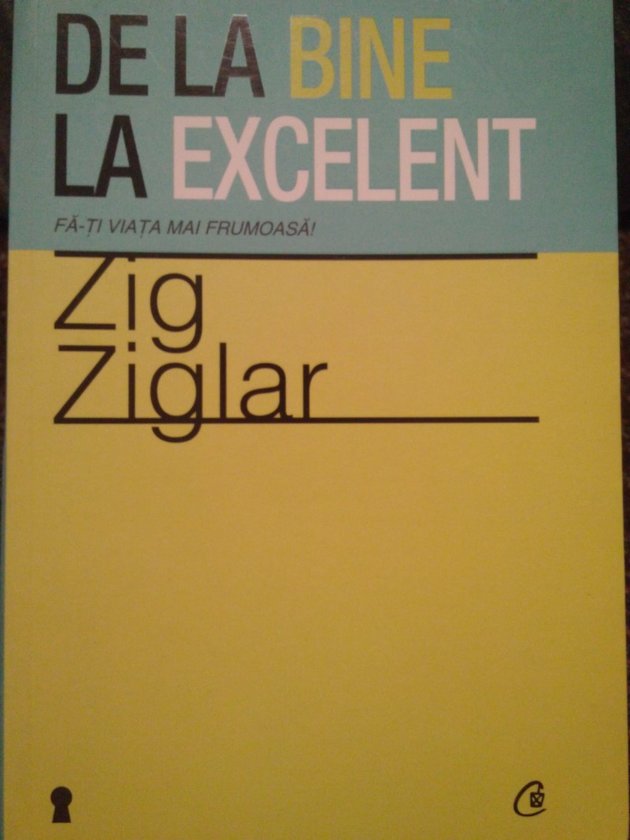 DE LA BINE
LA EXCELENT
FĂ-ȚI VIAȚA MAI FRUMOASĂ!
Zig
Ziglar